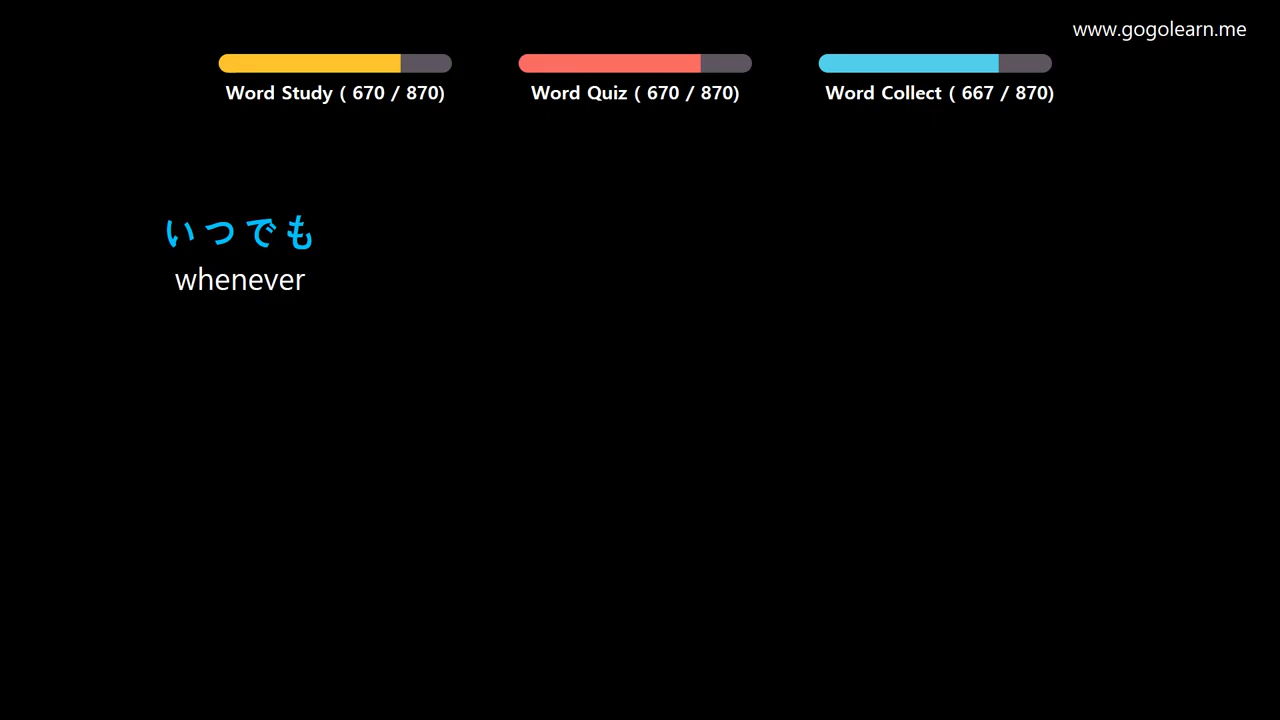 www.gogolearn.me
Word Study ( 670 / 870)
Word Quiz ( 670 / 870)
Word Collect ( 667 / 870)
いつでも
whenever